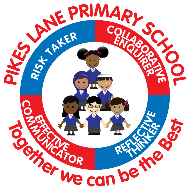 PIKES LANE PRIMARY SCHOOL
RISK TAKER
COLLABORATIVE
ENQUIRER
EFFECTIVE
COMMUNICATOR
REFLECTIVE
THINKER
Together we can be the Best